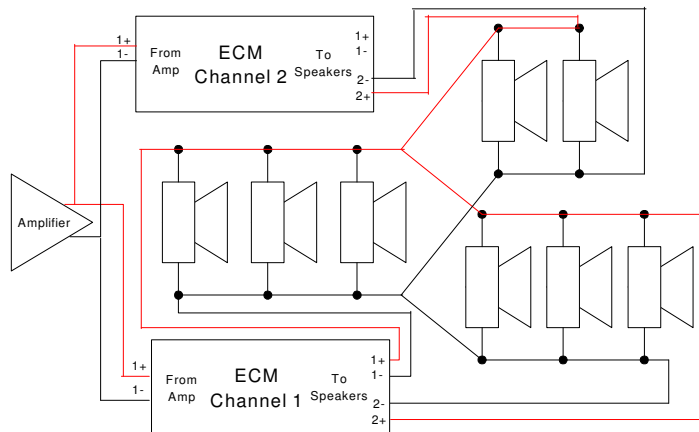 1+
1-
From
Amp
ECM
Channel 2
To
Speakers
1+
1-
2-
2+
Amplifier
1+
1-
From
Amp
ECM
Channel 1
To
Speakers
1+
1-
2-
2+